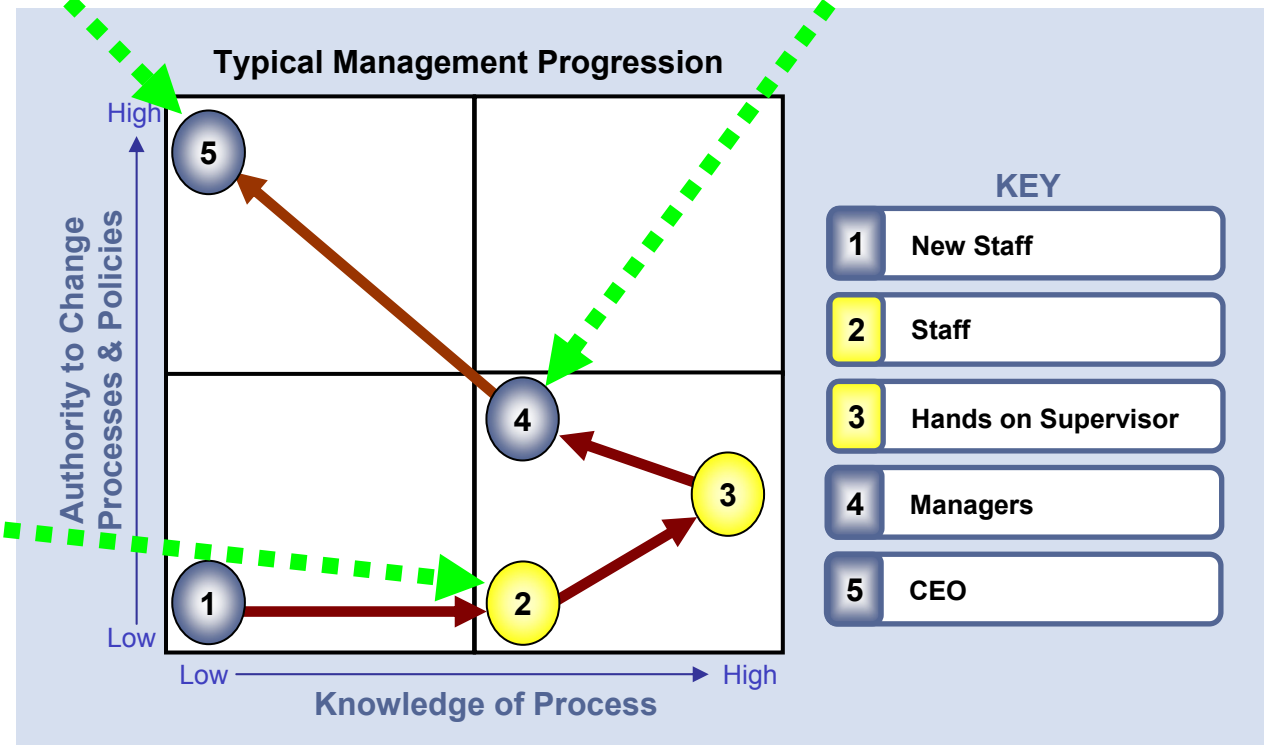 Typical Management Progression
High
5
4
3
1
2
Low
Authority to Change
Processes & Policies
Low
High
Knowledge of Process
KEY
1 New Staff
2 Staff
3 Hands on Supervisor
4 Managers
5 CEO